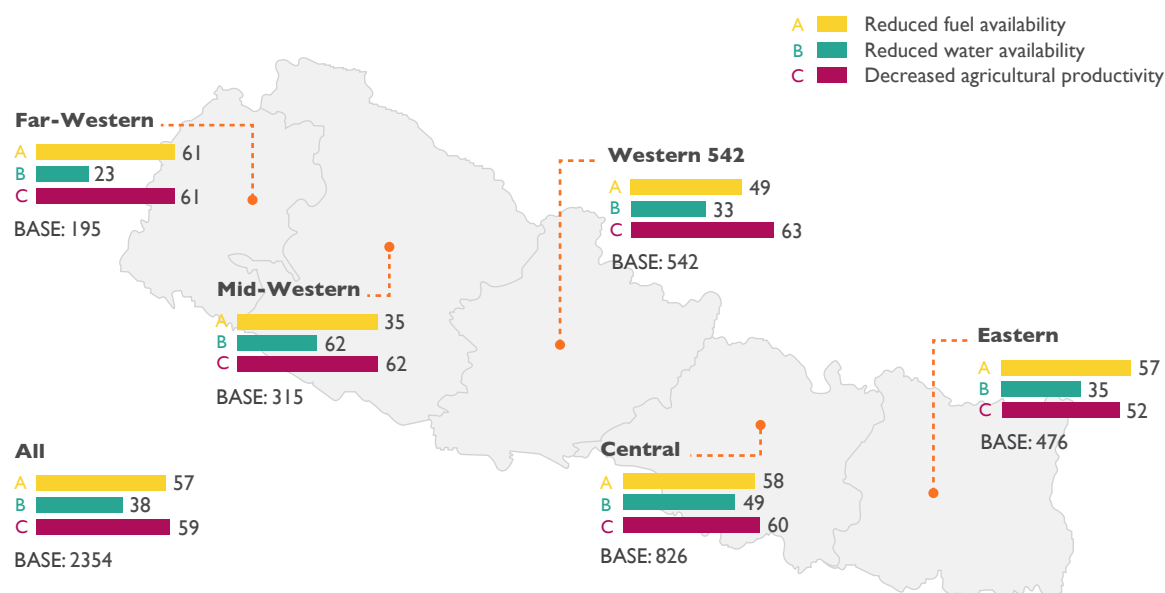 A Reduced fuel availability
B Reduced water availability
C Decreased agricultural productivity
Far-Western
A 61
B 23
C 61
BASE: 195
Western 542
A 49
B 33
C 63
BASE: 542
Mid-Western
A 35
B 62
C 62
BASE: 315
Eastern
A 57
B 35
C 52
BASE: 476
All
A 57
B 38
C 59
BASE: 2354
Central
A 58
B 49
C 60
BASE: 826